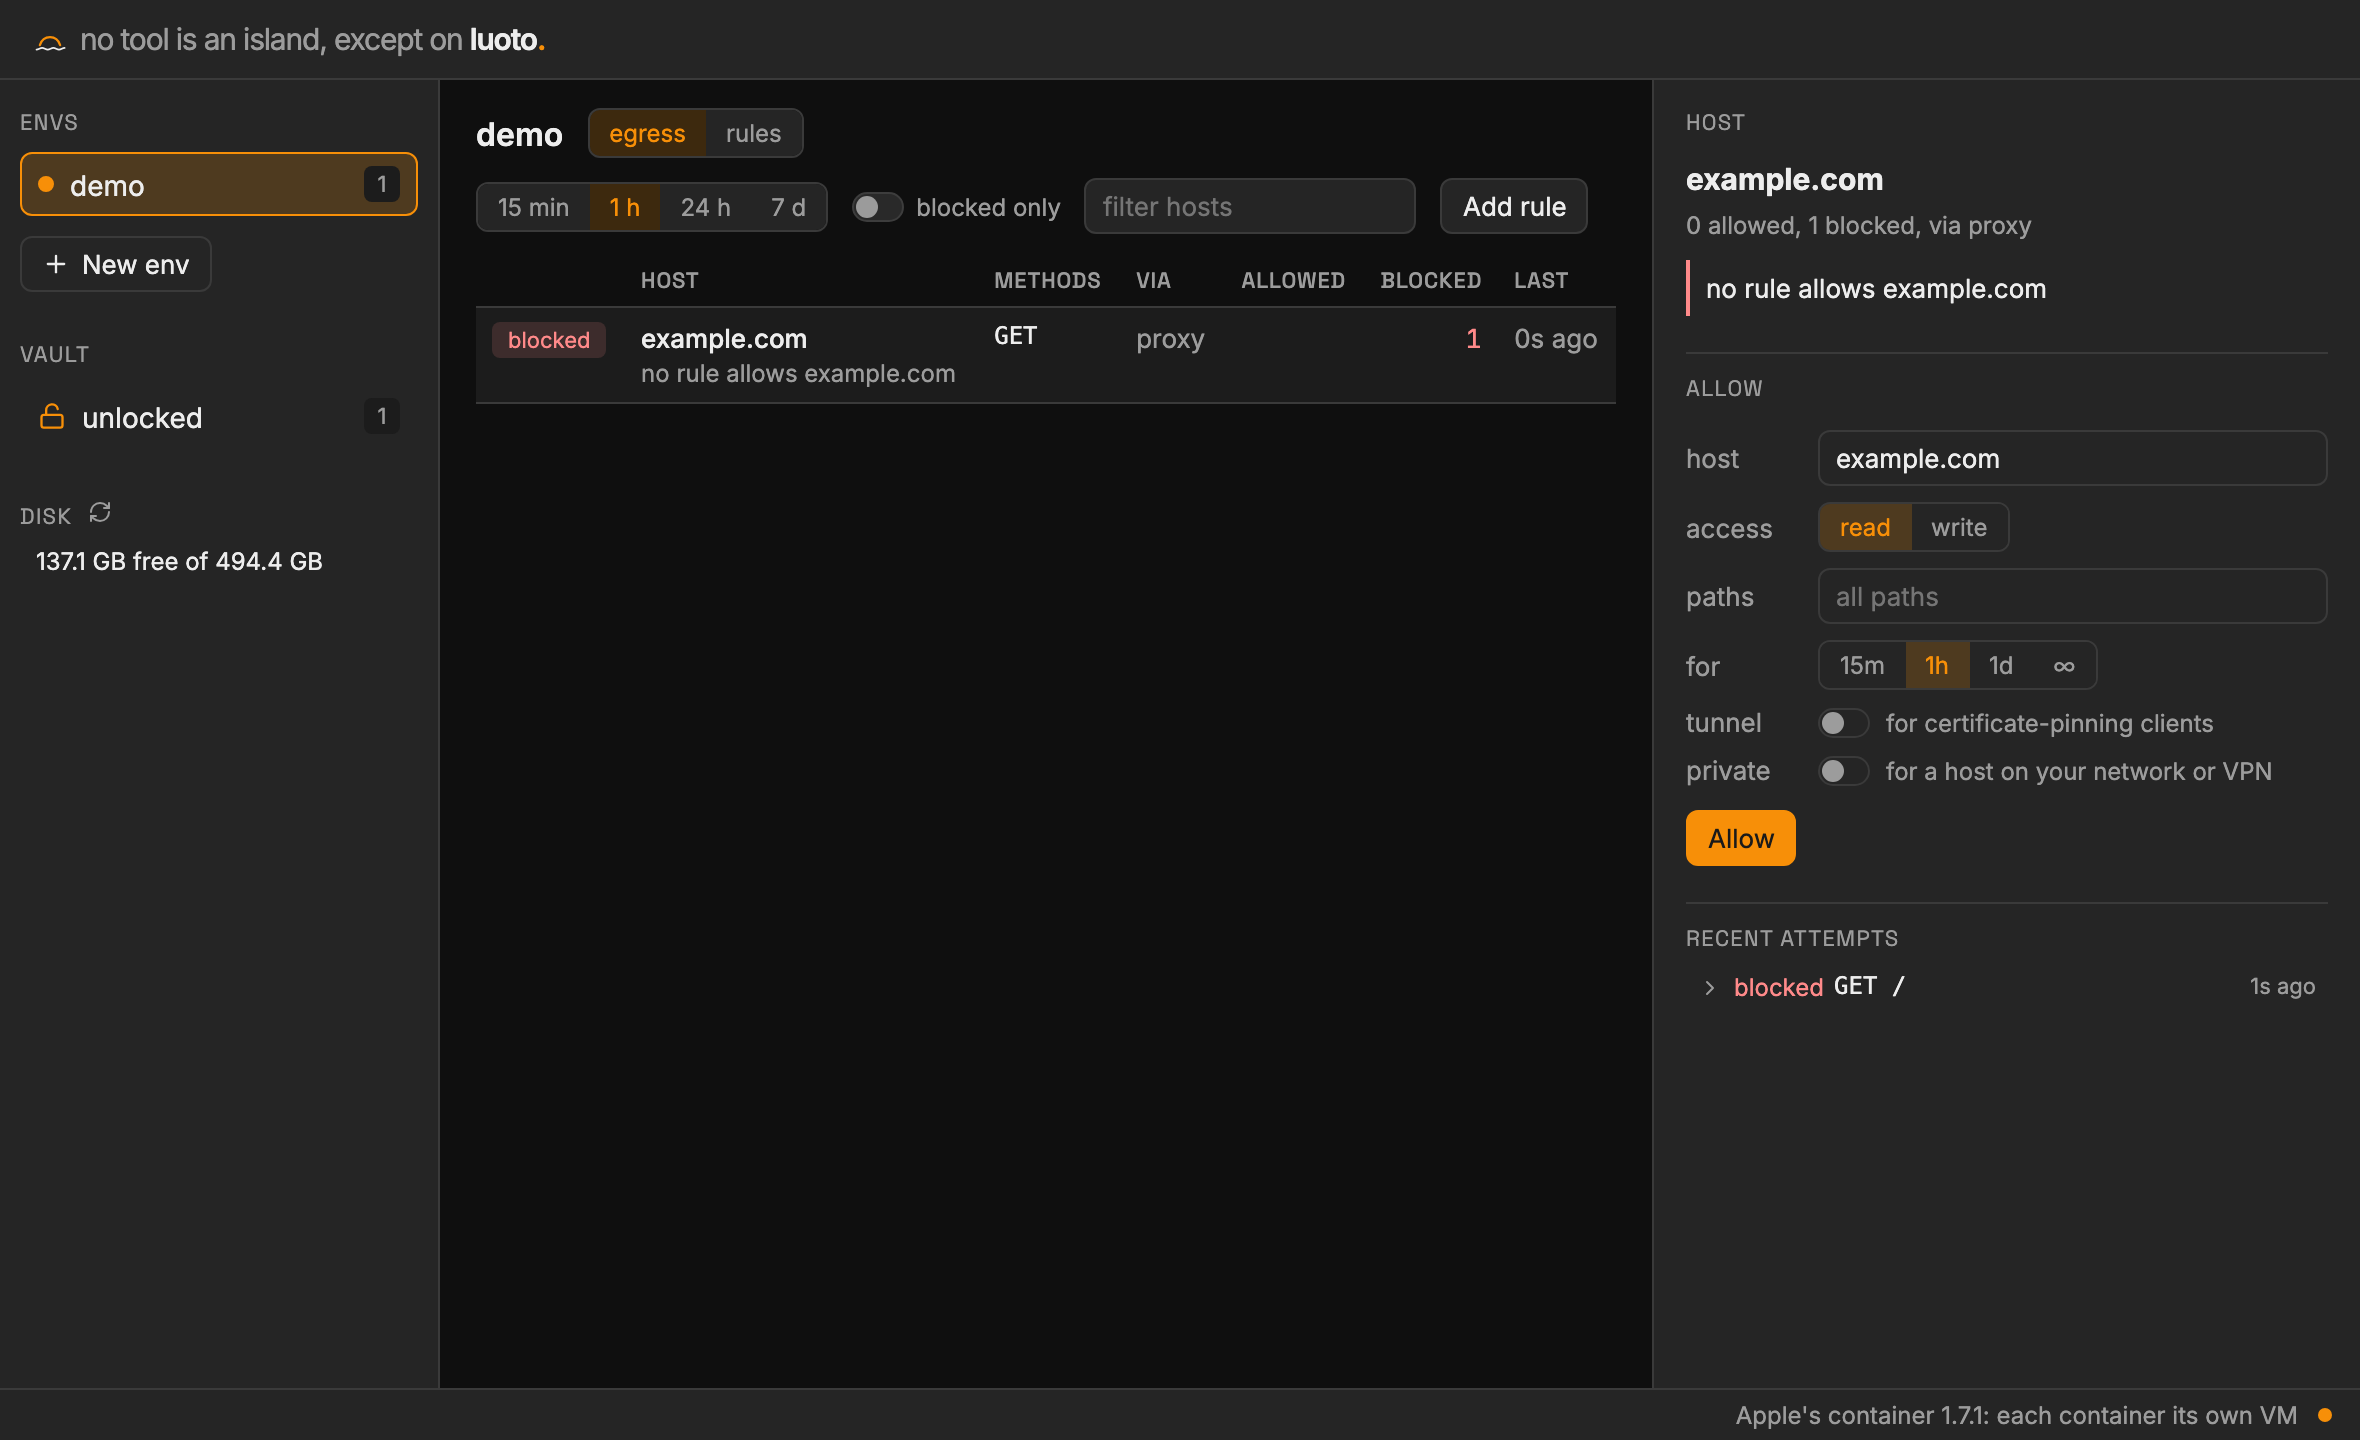 no tool is an island, except on luoto.
ENVS
demo 1
+ New env
VAULT
unlocked 1
DISK
137.1 GB free of 494.4 GB
demo egress rules
15 min 1 h 24 h 7 d blocked only filter hosts Add rule
HOST METHODS VIA ALLOWED BLOCKED LAST
blocked example.com GET proxy 1 0s ago
no rule allows example.com
HOST
example.com
0 allowed, 1 blocked, via proxy
no rule allows example.com
ALLOW
host example.com
access read write
paths all paths
for 15m 1h 1d ∞
tunnel for certificate-pinning clients
private for a host on your network or VPN
Allow
RECENT ATTEMPTS
blocked GET / 1s ago
Apple's container 1.7.1: each container its own VM